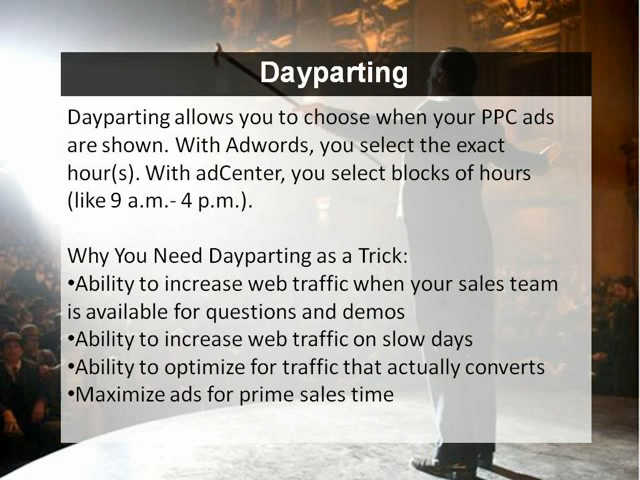 Dayparting
Dayparting allows you to choose when your PPC ads
are shown. With Adwords, you select the exact
hour(s). With adCenter, you select blocks of hours
(like 9 a.m.- 4 p.m.).
Why You Need Dayparting as a Trick:
•Ability to increase web traffic when your sales team
is available for questions and demos
•Ability to increase web traffic on slow days
•Ability to optimize for traffic that actually converts
•Maximize ads for prime sales time